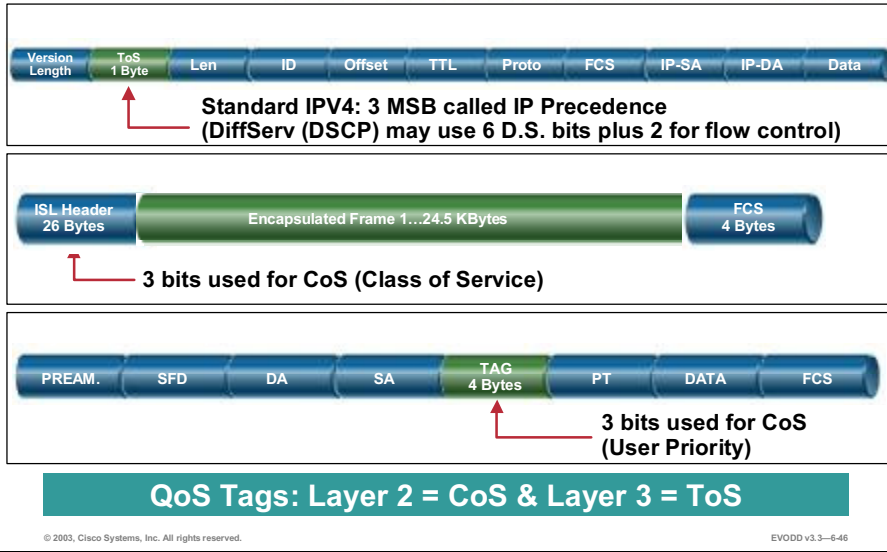 Version Length ToS 1 Byte Len ID Offset TTL Proto FCS IP-SA IP-DA Data
Standard IPV4: 3 MSB called IP Precedence
(DiffServ (DSCP) may use 6 D.S. bits plus 2 for flow control)
ISL Header 26 Bytes Encapsulated Frame 1…24.5 KBytes FCS 4 Bytes
3 bits used for CoS (Class of Service)
PREAM. SFD DA SA TAG 4 Bytes PT DATA FCS
3 bits used for CoS
(User Priority)
QoS Tags: Layer 2 = CoS & Layer 3 = ToS
© 2003, Cisco Systems, Inc. All rights reserved. EVODD v3.3—6-46